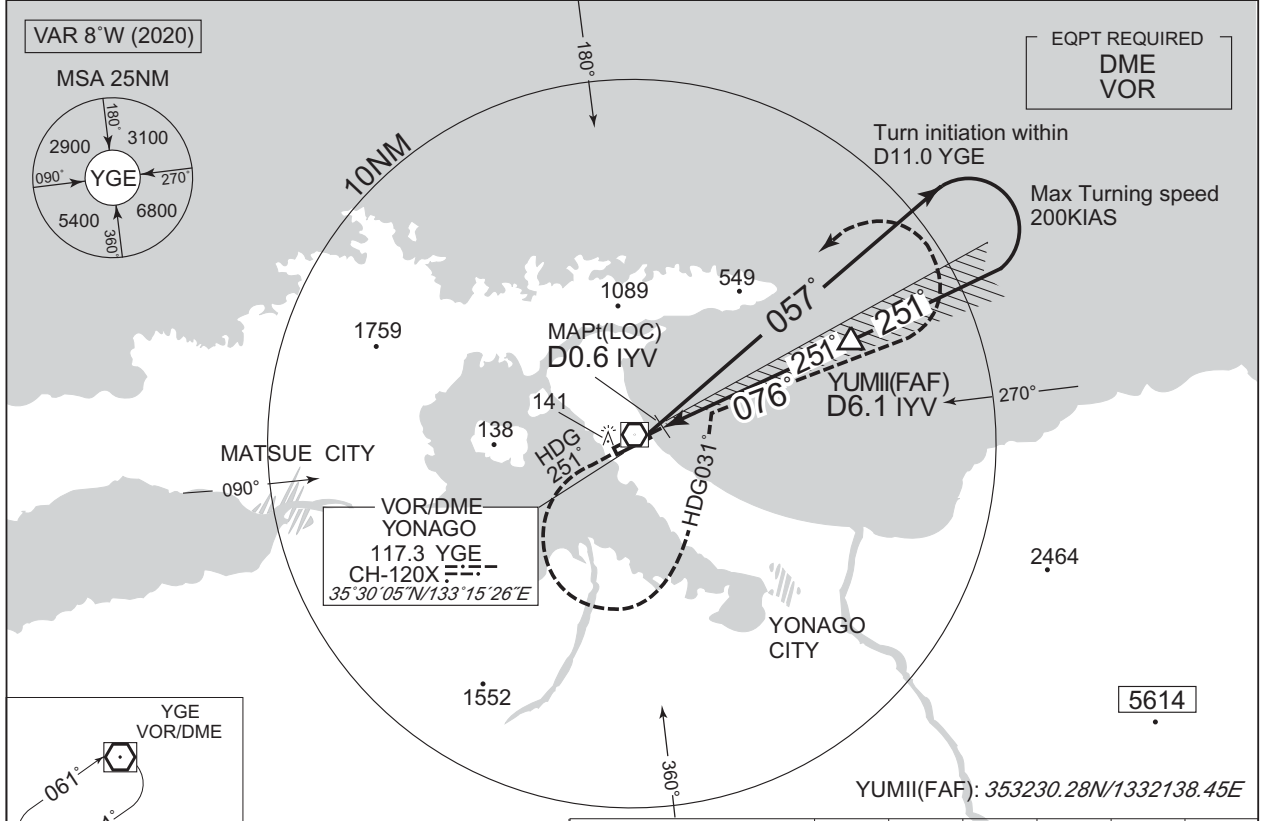 VAR 8°W (2020)
MSA 25NM
180°
2900
3100
090°
YGE
270°
5400
6800
360°
180°
10NM
EQPT REQUIRED
DME
VOR
Turn initiation within
D11.0 YGE
Max Turning speed
200KIAS
549
1089
057°
1759
MAPt(LOC)
D0.6 IYV
251°
251°
076°
YUMII(FAF)
D6.1 IYV
270°
141
138
HDG
251°
MATSUE CITY
090°
HDG031°
VOR/DME
YONAGO
117.3 YGE
CH-120X
35°30´05˝N/133°15´26˝E
2464
YONAGO
CITY
1552
5614
360°
YGE
VOR/DME
061°
YUMII(FAF): 353230.28N/1332138.45E